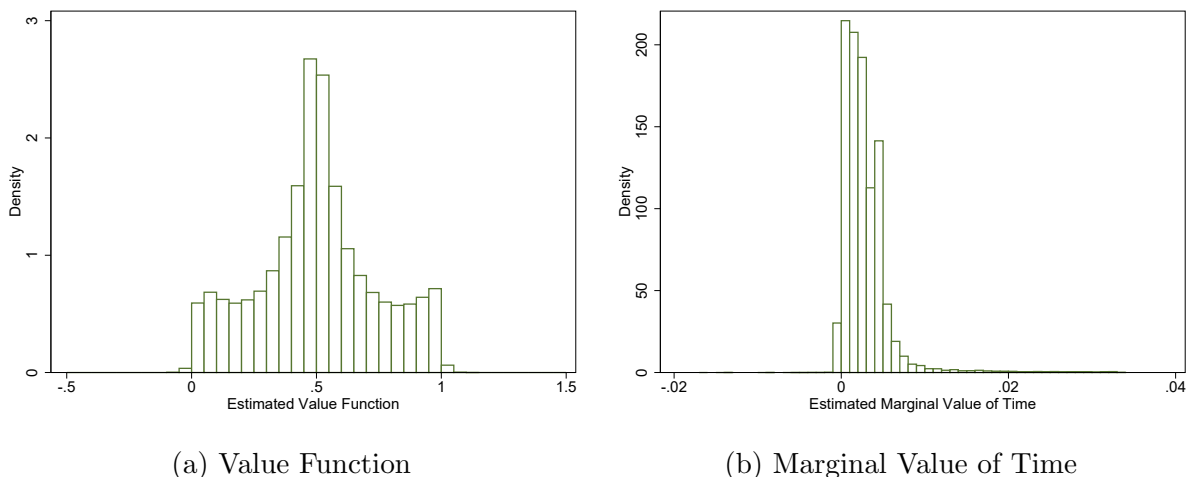 3
2
1
0
Density
-.5 0 .5 1 1.5
Estimated Value Function
(a) Value Function
200
150
100
50
0
Density
-.02 0 .02 .04
Estimated Marginal Value of Time
(b) Marginal Value of Time